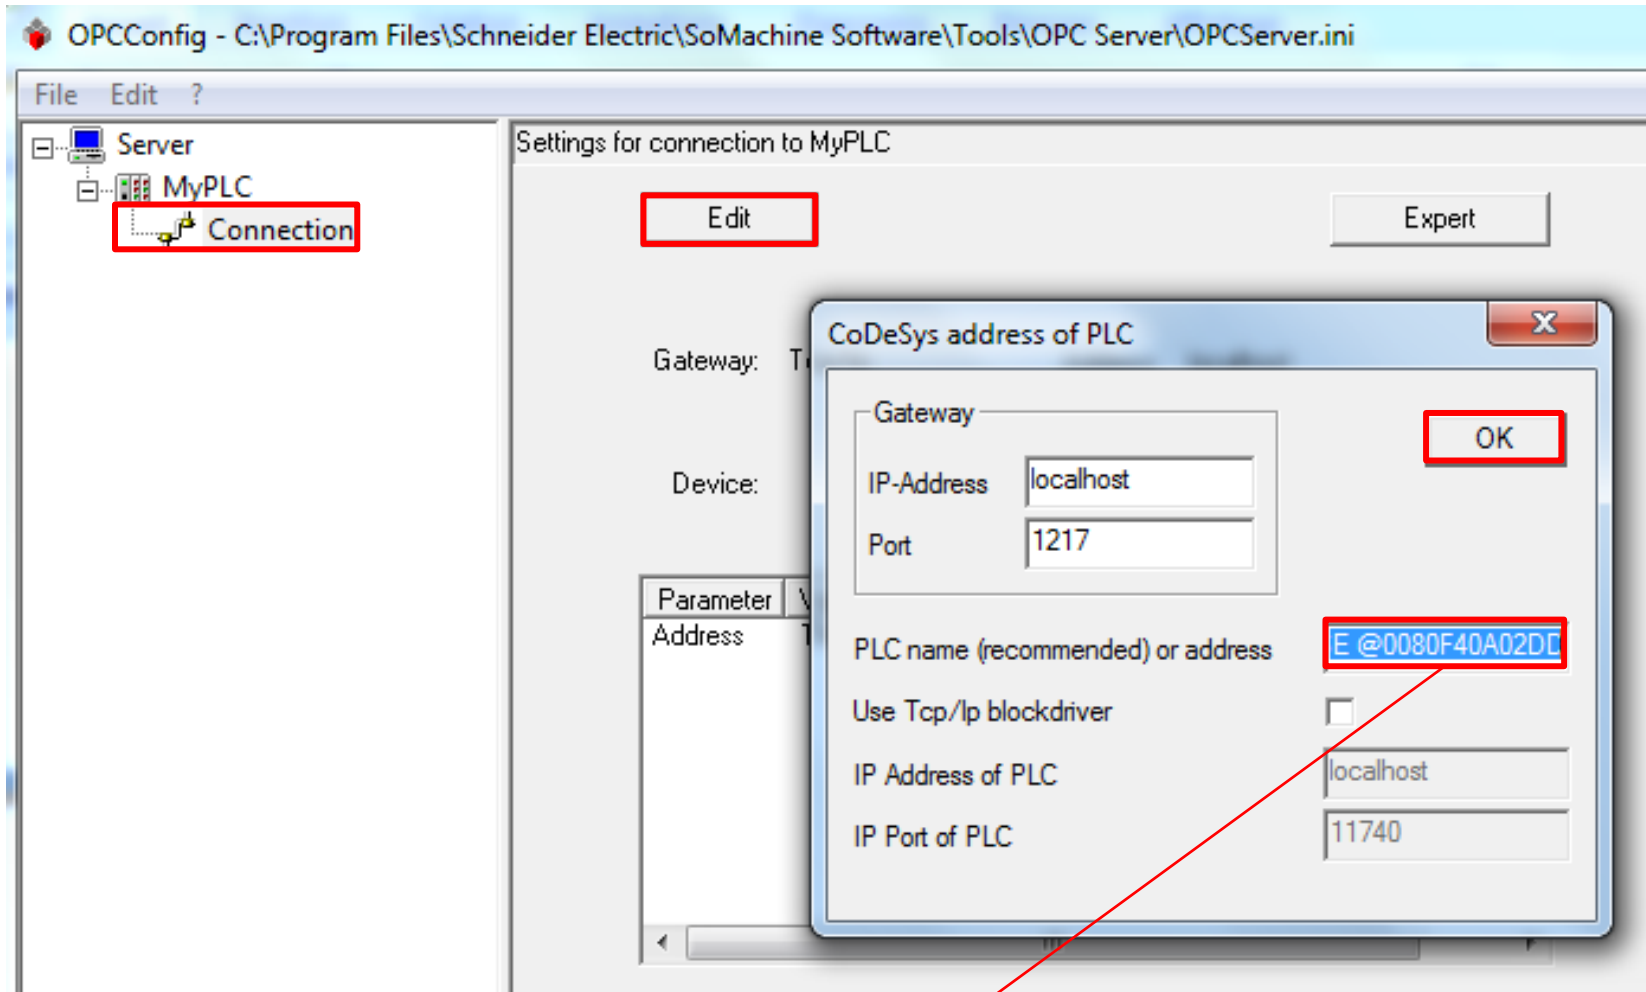 OPCConfig - C:\Program Files\Schneider Electric\SoMachine Software\Tools\OPC Server\OPCServer.ini
File Edit ?
Server
MyPLC
Connection
Settings for connection to MyPLC
Edit
Expert
Gateway:
Device:
Parameter
Address
CoDeSys address of PLC
Gateway
OK
IP-Address localhost
Port 1217
PLC name (recommended) or address E @0080F40A02DD
Use Tcp/Ip blockdriver
IP Address of PLC localhost
IP Port of PLC 11740